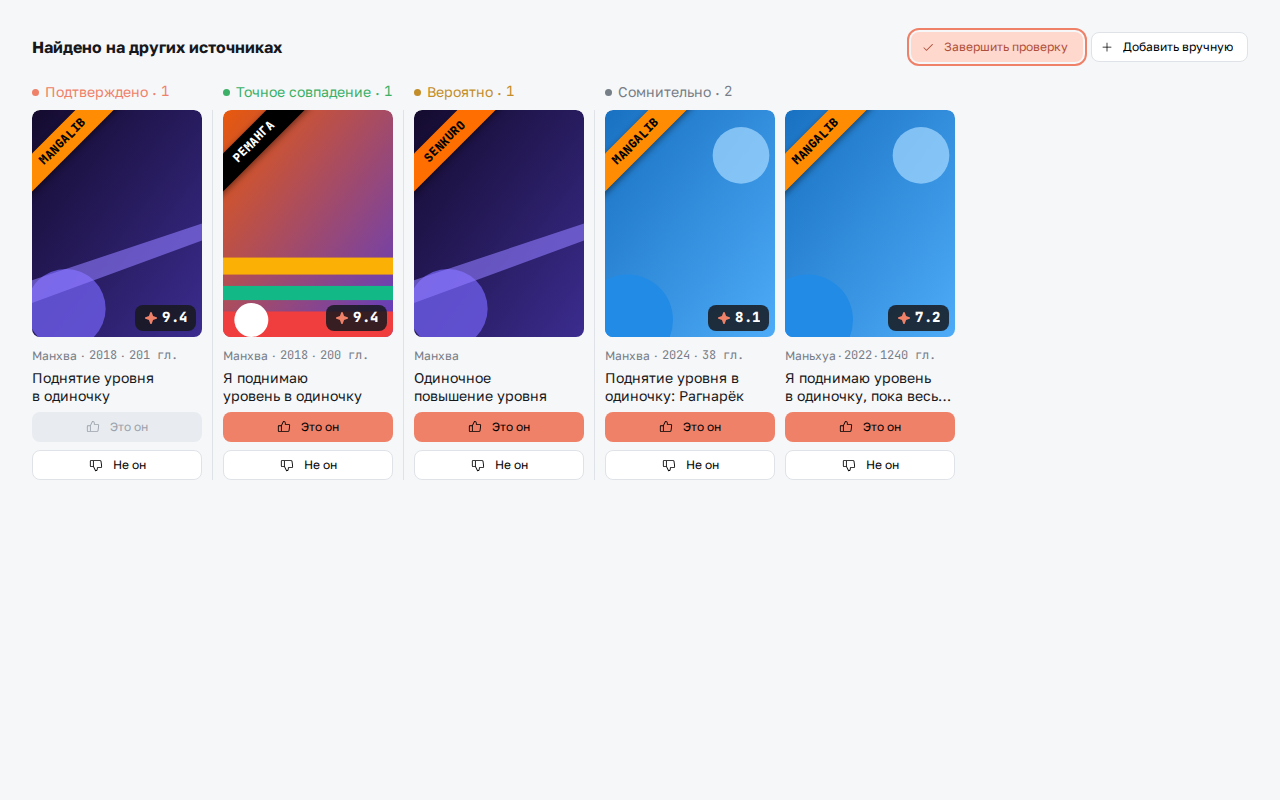 Найдено на других источниках
Завершить проверку
Добавить вручную
Подтверждено · 1
Точное совпадение · 1
Вероятно · 1
Сомнительно · 2
MANGALIB
РЕМАНГА
SENKURO
MANGALIB
MANGALIB
9.4
9.4
8.1
7.2
Манхва · 2018 · 201 гл.
Поднятие уровня
в одиночку
Это он
Не он
Манхва · 2018 · 200 гл.
Я поднимаю
уровень в одиночку
Это он
Не он
Манхва
Одиночное
повышение уровня
Это он
Не он
Манхва · 2024 · 38 гл.
Поднятие уровня в
одиночку: Рагнарёк
Это он
Не он
Маньхуа · 2022 · 1240 гл.
Я поднимаю уровень
в одиночку, пока весь…
Это он
Не он